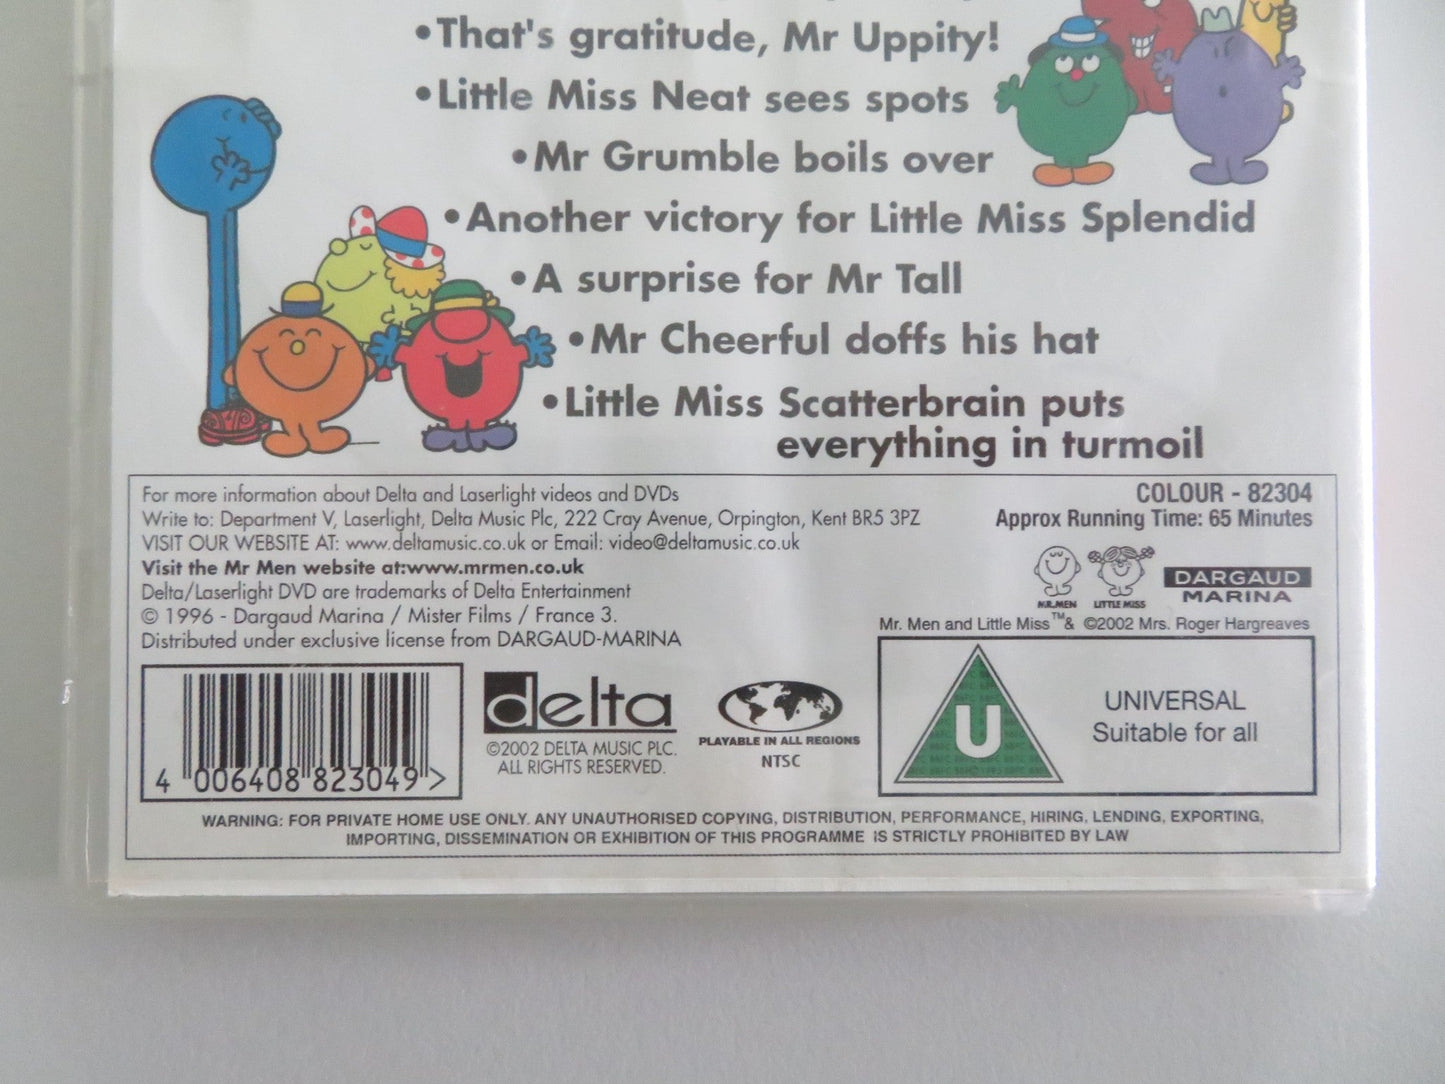 •That's gratitude, Mr Uppity!
•Little Miss Neat sees spots
•Mr Grumble boils over
•Another victory for Little Miss Splendid
•A surprise for Mr Tall
•Mr Cheerful doffs his hat
•Little Miss Scatterbrain puts
everything in turmoil
For more information about Delta and Laserlight videos and DVDs
Write to: Department V, Laserlight, Delta Music Plc, 222 Cray Avenue, Orpington, Kent BR5 3PZ
VISIT OUR WEBSITE AT: www.deltamusic.co.uk or Email: video@deltamusic.co.uk
Visit the Mr Men website at:www.mrmen.co.uk
Delta/Laserlight DVD are trademarks of Delta Entertainment
© 1996 - Dargaud Marina / Mister Films / France 3.
Distributed under exclusive license from DARGAUD-MARINA
COLOUR - 82304
Approx Running Time: 65 Minutes
MR.MEN LITTLE MISS
DARGAUD
MARINA
Mr. Men and Little Miss™& ©2002 Mrs. Roger Hargreaves
4 006408 823049 >
delta
©2002 DELTA MUSIC PLC.
ALL RIGHTS RESERVED.
PLAYABLE IN ALL REGIONS
NTSC
U
UNIVERSAL
Suitable for all
WARNING: FOR PRIVATE HOME USE ONLY. ANY UNAUTHORISED COPYING, DISTRIBUTION, PERFORMANCE, HIRING, LENDING, EXPORTING,
IMPORTING, DISSEMINATION OR EXHIBITION OF THIS PROGRAMME IS STRICTLY PROHIBITED BY LAW